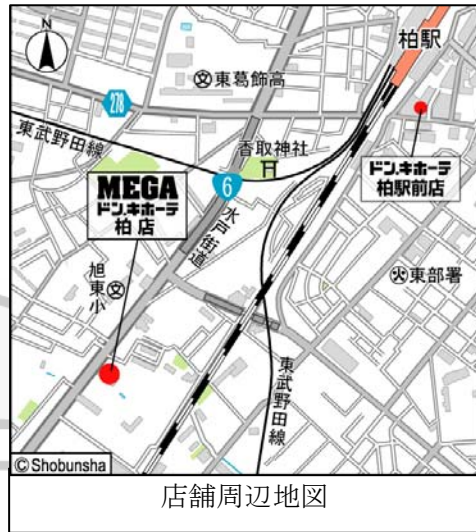 N
柏駅
文東葛飾高
278
東武野田線
香取神社
6
MEGA
ドン.キホーテ
柏店
ドン.キホーテ
柏駅前店
水戸街道
旭東小
文
火東部署
東武野田線
© Shobunsha
店舗周辺地図